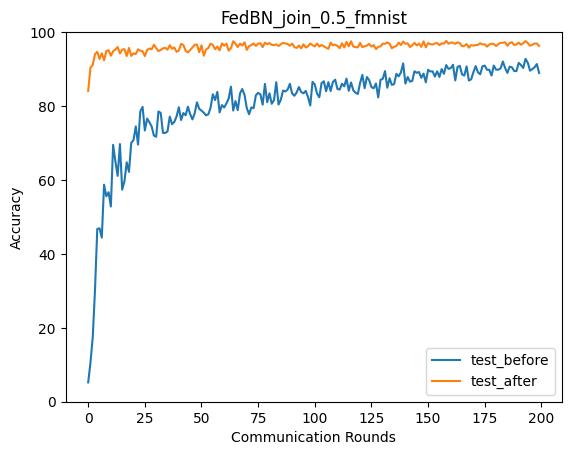 FedBN_join_0.5_fmnist
Accuracy
100
80
60
40
20
0
0 25 50 75 100 125 150 175 200
Communication Rounds
test_before
test_after